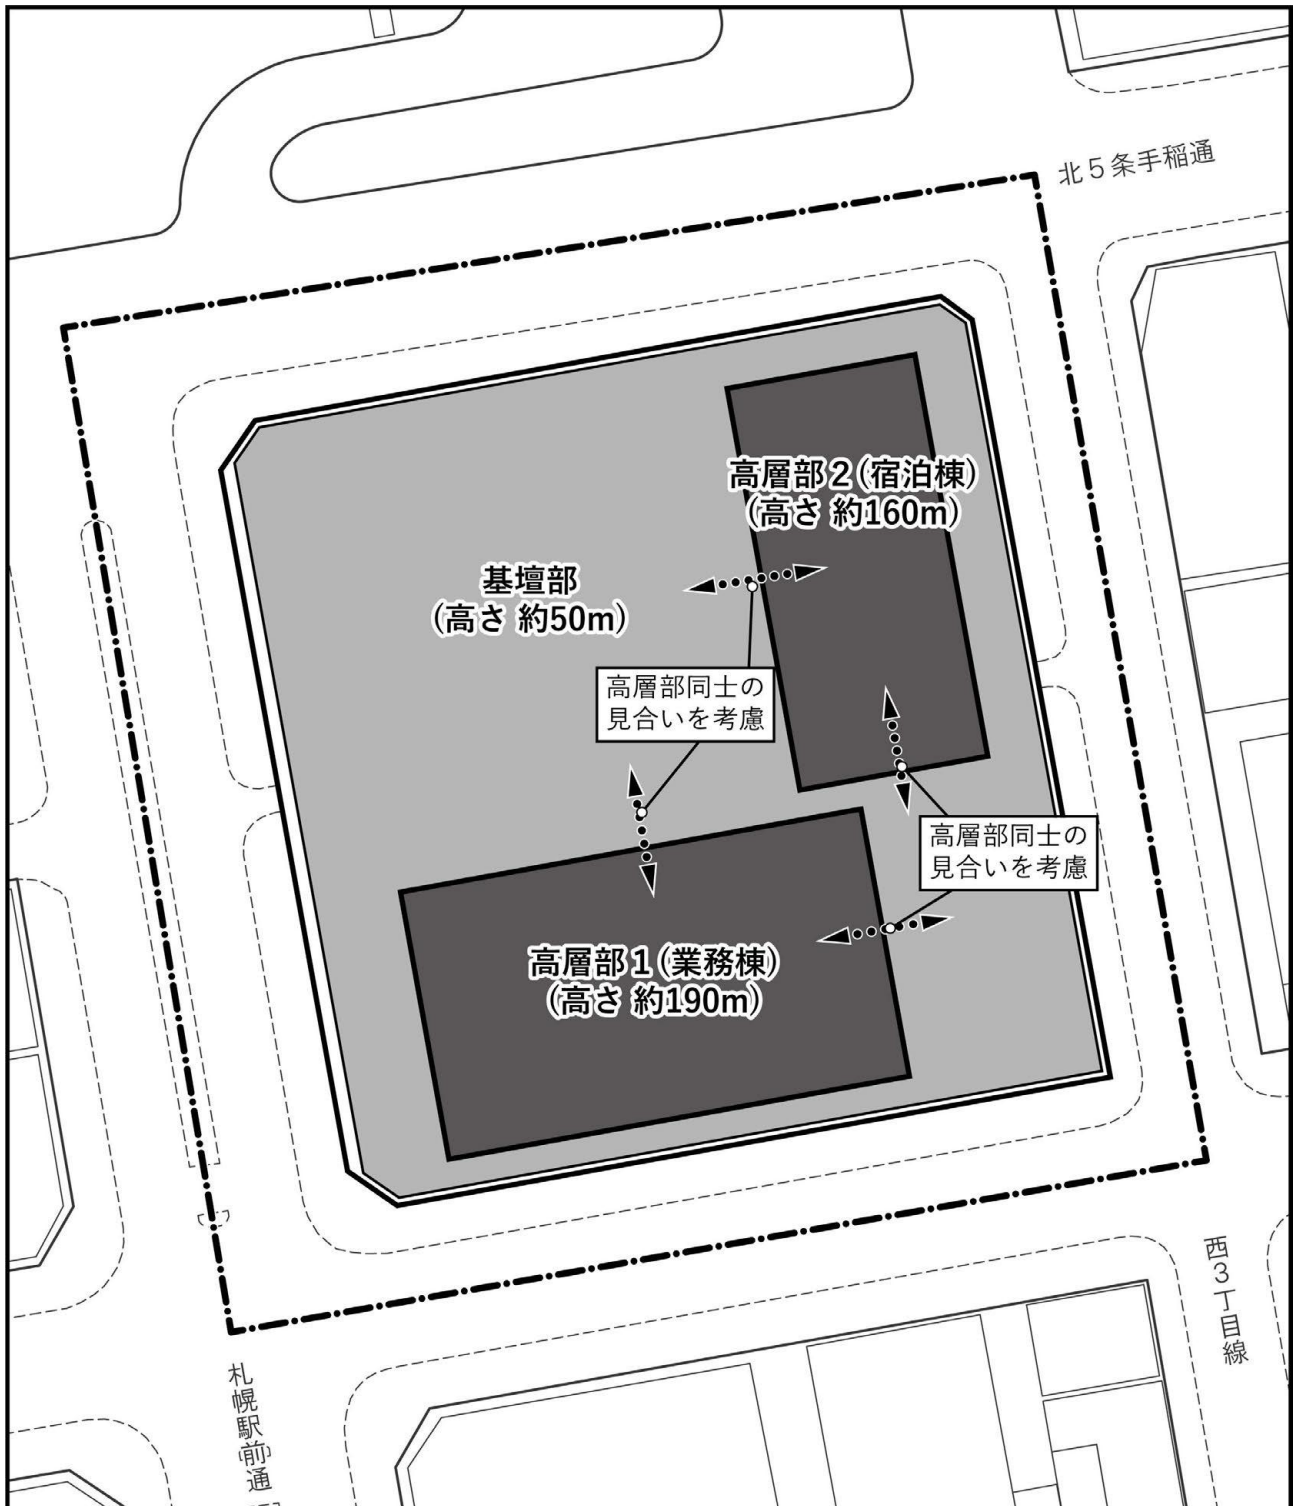 北5条手稲通
高層部2(宿泊棟)
(高さ 約160m)
基壇部
(高さ 約50m)
高層部同士の
見合いを考慮
高層部同士の
見合いを考慮
高層部1(業務棟)
(高さ 約190m)
西3丁目線
札幌駅前通